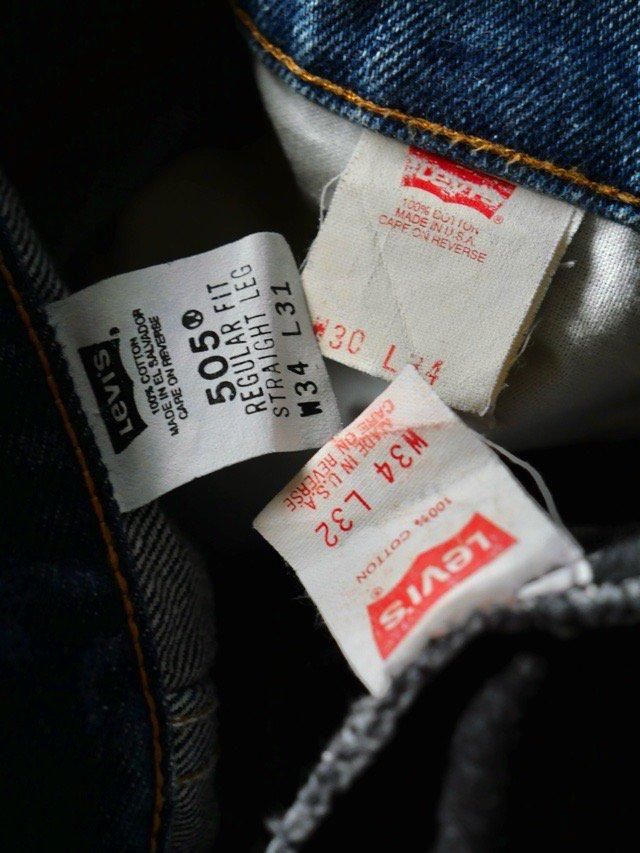 Levi's
100% COTTON
MADE IN U.S.A.
CARE ON REVERSE
W30 L34
Levi's
100% COTTON
MADE IN EL SALVADOR
CARE ON REVERSE
505
REGULAR FIT
STRAIGHT LEG
W34 L31
MADE IN U.S.A.
CARE ON REVERSE
W34 L32
100% COTTON
Levi's